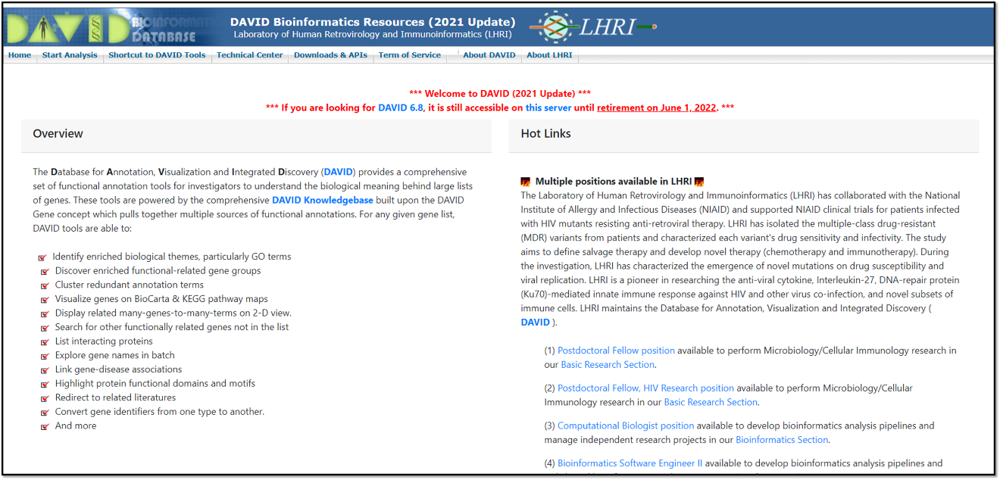 DAVID BIOINFORMATICS
DATABASE
DAVID Bioinformatics Resources (2021 Update)
Laboratory of Human Retrovirology and Immunoinformatics (LHRI)
LHRI
Home Start Analysis Shortcut to DAVID Tools Technical Center Downloads & APIs Term of Service About DAVID About LHRI
*** Welcome to DAVID (2021 Update) ***
*** If you are looking for DAVID 6.8, it is still accessible on this server until retirement on June 1, 2022. ***
Overview
The Database for Annotation, Visualization and Integrated Discovery (DAVID) provides a comprehensive
set of functional annotation tools for investigators to understand the biological meaning behind large lists
of genes. These tools are powered by the comprehensive DAVID Knowledgebase built upon the DAVID
Gene concept which pulls together multiple sources of functional annotations. For any given gene list,
DAVID tools are able to:
Identify enriched biological themes, particularly GO terms
Discover enriched functional-related gene groups
Cluster redundant annotation terms
Visualize genes on BioCarta & KEGG pathway maps
Display related many-genes-to-many-terms on 2-D view.
Search for other functionally related genes not in the list
List interacting proteins
Explore gene names in batch
Link gene-disease associations
Highlight protein functional domains and motifs
Redirect to related literatures
Convert gene identifiers from one type to another.
And more
Hot Links
Multiple positions available in LHRI
The Laboratory of Human Retrovirology and Immunoinformatics (LHRI) has collaborated with the National
Institute of Allergy and Infectious Diseases (NIAID) and supported NIAID clinical trials for patients infected
with HIV mutants resisting anti-retroviral therapy. LHRI has isolated the multiple-class drug-resistant
(MDR) variants from patients and characterized each variant's drug sensitivity and infectivity. The study
aims to define salvage therapy and develop novel therapy (chemotherapy and immunotherapy). During
the investigation, LHRI has characterized the emergence of novel mutations on drug susceptibility and
viral replication. LHRI is a pioneer in researching the anti-viral cytokine, Interleukin-27, DNA-repair protein
(Ku70)-mediated innate immune response against HIV and other virus co-infection, and novel subsets of
immune cells. LHRI maintains the Database for Annotation, Visualization and Integrated Discovery (
DAVID ).
(1) Postdoctoral Fellow position available to perform Microbiology/Cellular Immunology research in
our Basic Research Section.
(2) Postdoctoral Fellow, HIV Research position available to perform Microbiology/Cellular
Immunology research in our Basic Research Section.
(3) Computational Biologist position available to develop bioinformatics analysis pipelines and
manage independent research projects in our Bioinformatics Section.
(4) Bioinformatics Software Engineer II available to develop bioinformatics analysis pipelines and